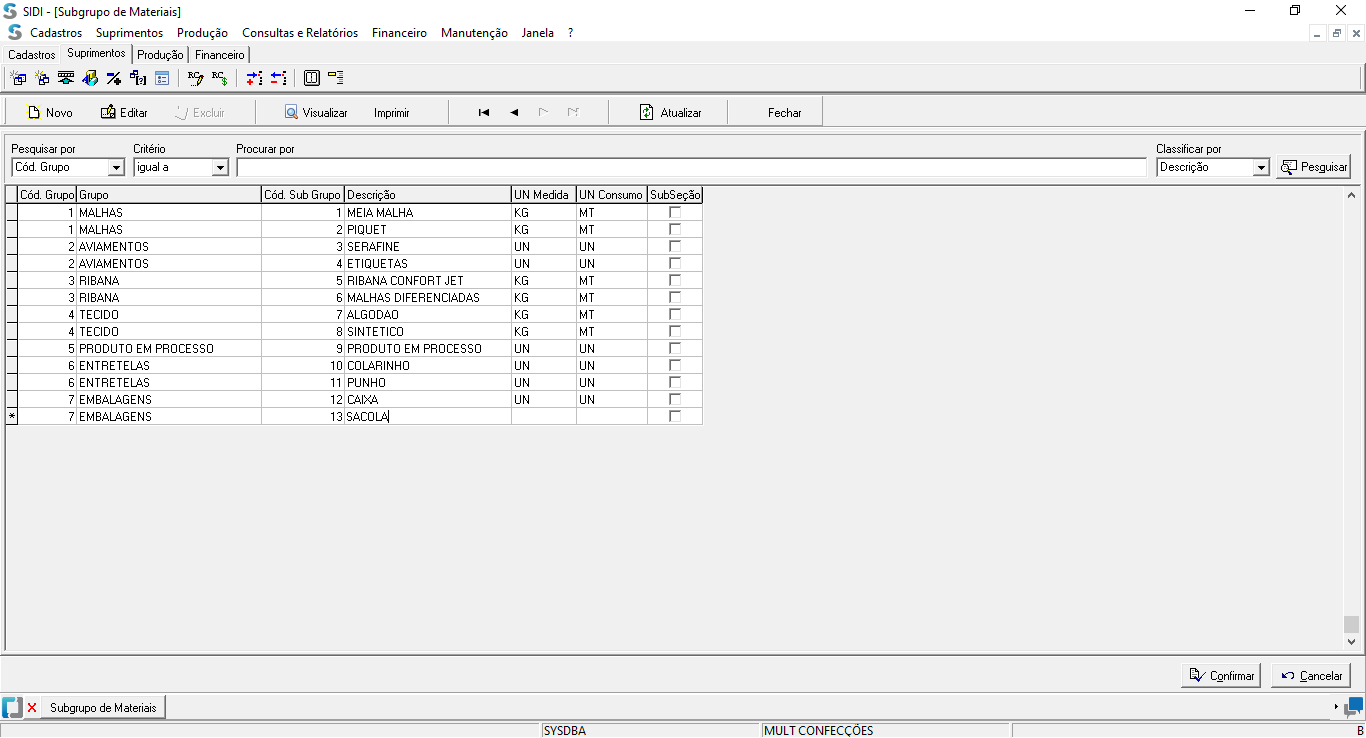 SIDI - [Subgrupo de Materiais]
Cadastros Suprimentos Produção Consultas e Relatórios Financeiro Manutenção Janela ?
Cadastros Suprimentos Produção Financeiro
Novo Editar Excluir Visualizar Imprimir Atualizar Fechar
Pesquisar por Critério Procurar por Classificar por
Cód. Grupo igual a Descrição Pesquisar
Cód. Grupo Grupo Cód. Sub Grupo Descrição UN Medida UN Consumo SubSeção
1 MALHAS 1 MEIA MALHA KG MT
1 MALHAS 2 PIQUET KG MT
2 AVIAMENTOS 3 SERAFINE UN UN
2 AVIAMENTOS 4 ETIQUETAS UN UN
3 RIBANA 5 RIBANA CONFORT JET KG MT
3 RIBANA 6 MALHAS DIFERENCIADAS KG MT
4 TECIDO 7 ALGODAO KG MT
4 TECIDO 8 SINTETICO KG MT
5 PRODUTO EM PROCESSO 9 PRODUTO EM PROCESSO UN UN
6 ENTRETELAS 10 COLARINHO UN UN
6 ENTRETELAS 11 PUNHO UN UN
7 EMBALAGENS 12 CAIXA UN UN
* 7 EMBALAGENS 13 SACOLA
Confirmar Cancelar
Subgrupo de Materiais
SYSDBA MULT CONFECÇÕES B